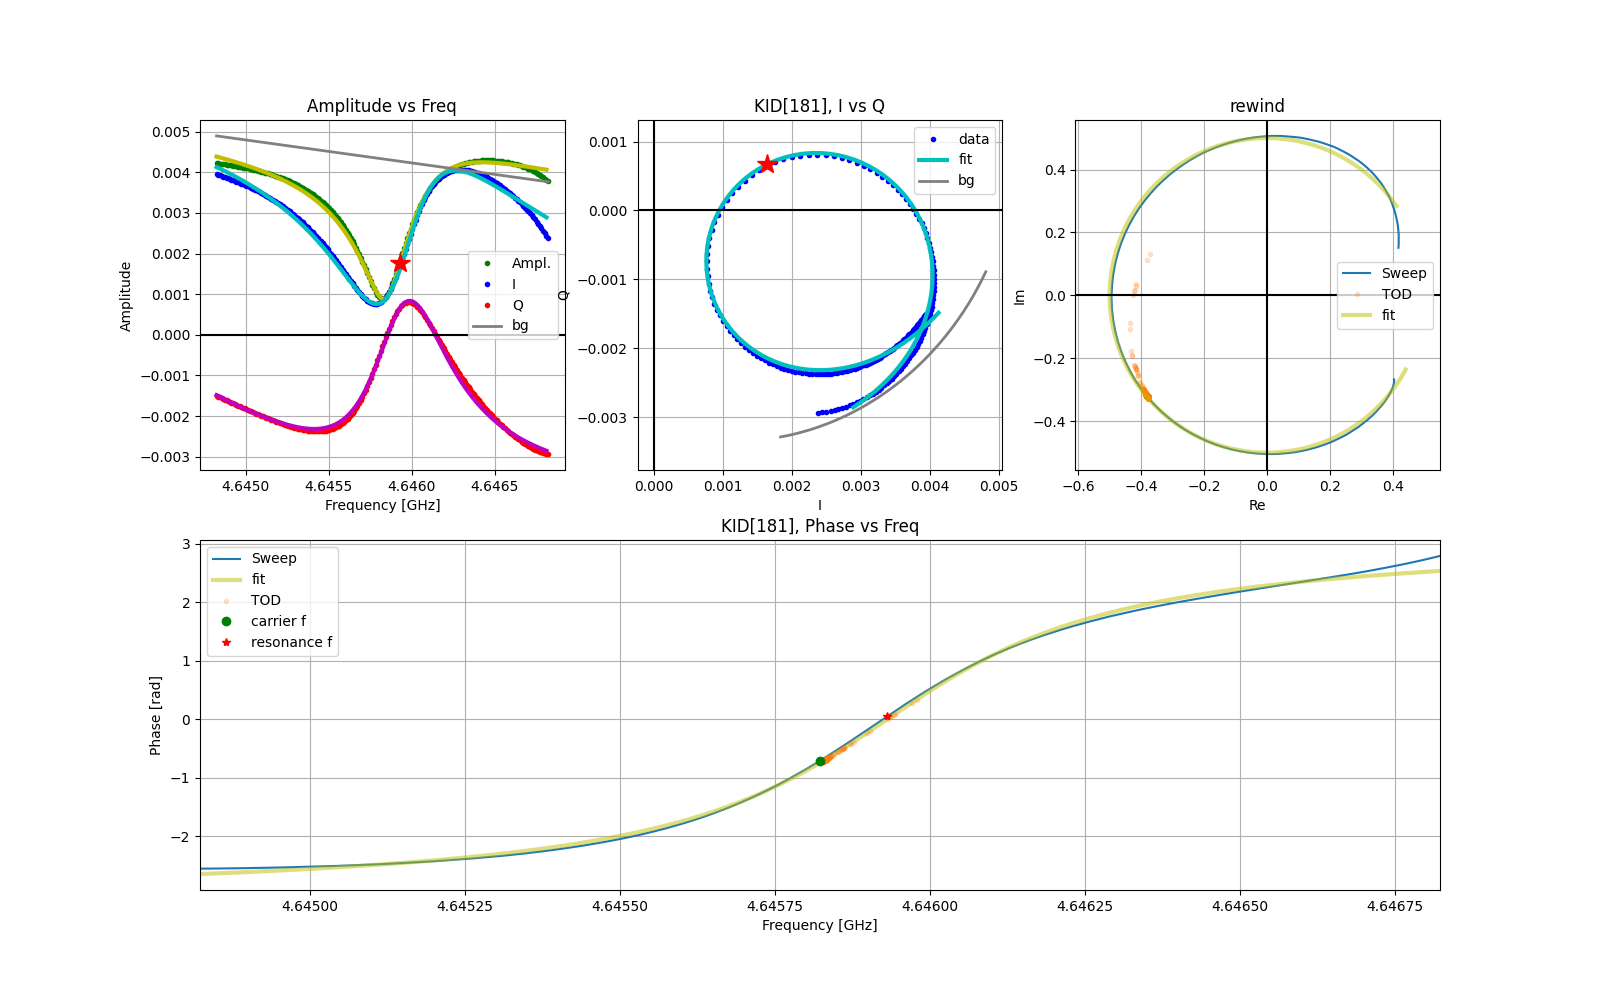 Amplitude vs Freq
0.005
0.004
0.003
0.002
0.001
0.000
−0.001
−0.002
−0.003
Amplitude
4.6450
4.6455
4.6460
4.6465
Frequency [GHz]
Ampl.
I
Q
bg
KID[181], I vs Q
0.001
0.000
−0.001
−0.002
−0.003
Q
0.000
0.001
0.002
0.003
0.004
0.005
I
data
fit
bg
rewind
0.4
0.2
0.0
−0.2
−0.4
Im
−0.6
−0.4
−0.2
0.0
0.2
0.4
Re
Sweep
TOD
fit
KID[181], Phase vs Freq
3
2
1
0
−1
−2
Phase [rad]
Sweep
fit
TOD
carrier f
resonance f
4.64500
4.64525
4.64550
4.64575
4.64600
4.64625
4.64650
4.64675
Frequency [GHz]